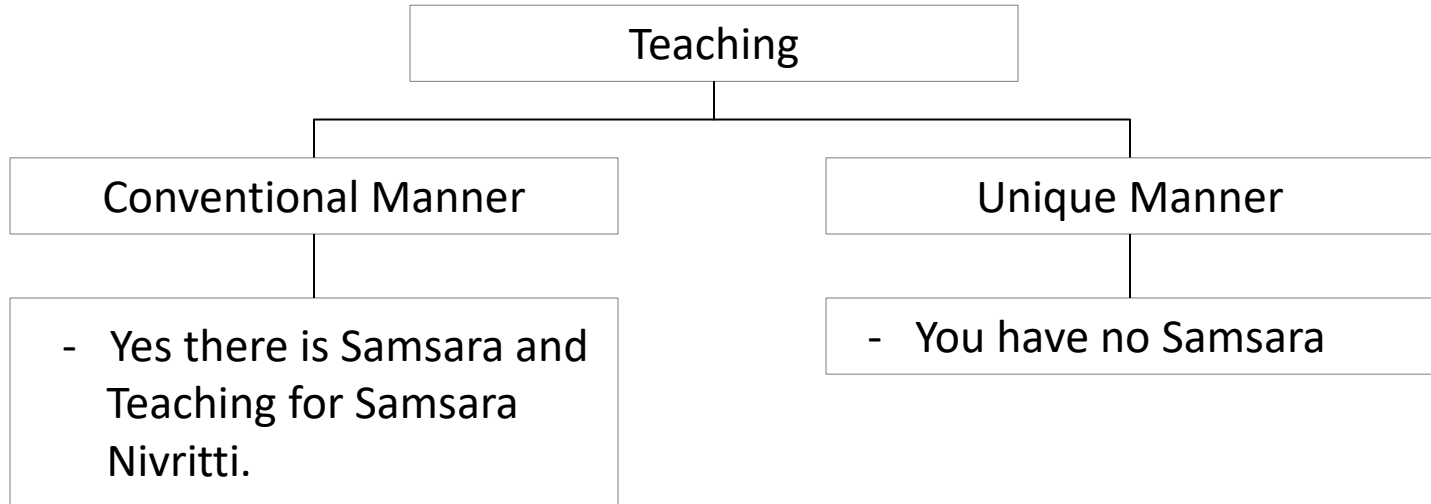 Teaching
Conventional Manner
Unique Manner
- Yes there is Samsara and
Teaching for Samsara
Nivritti.
- You have no Samsara